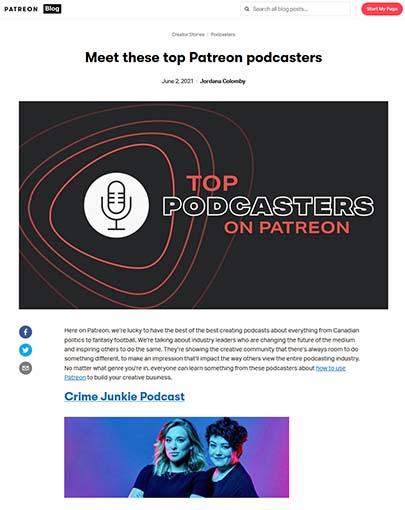 PATREON Blog Search all blog posts... Start My Page
Creator Stories Podcasters
Meet these top Patreon podcasters
June 2, 2021 Jordana Colomby
TOP
PODCASTERS
ON PATREON
Here on Patreon, we're lucky to have the best of the best creating podcasts about everything from Canadian
politics to fantasy football. We're talking about industry leaders who are changing the future of the medium
and inspiring others to do the same. They're showing the creative community that there's always room to do
something different, to make an impression that'll impact the way others view the entire podcasting industry.
No matter what genre you're in, everyone can learn something from these podcasters about how to use
Patreon to build your creative business.
Crime Junkie Podcast